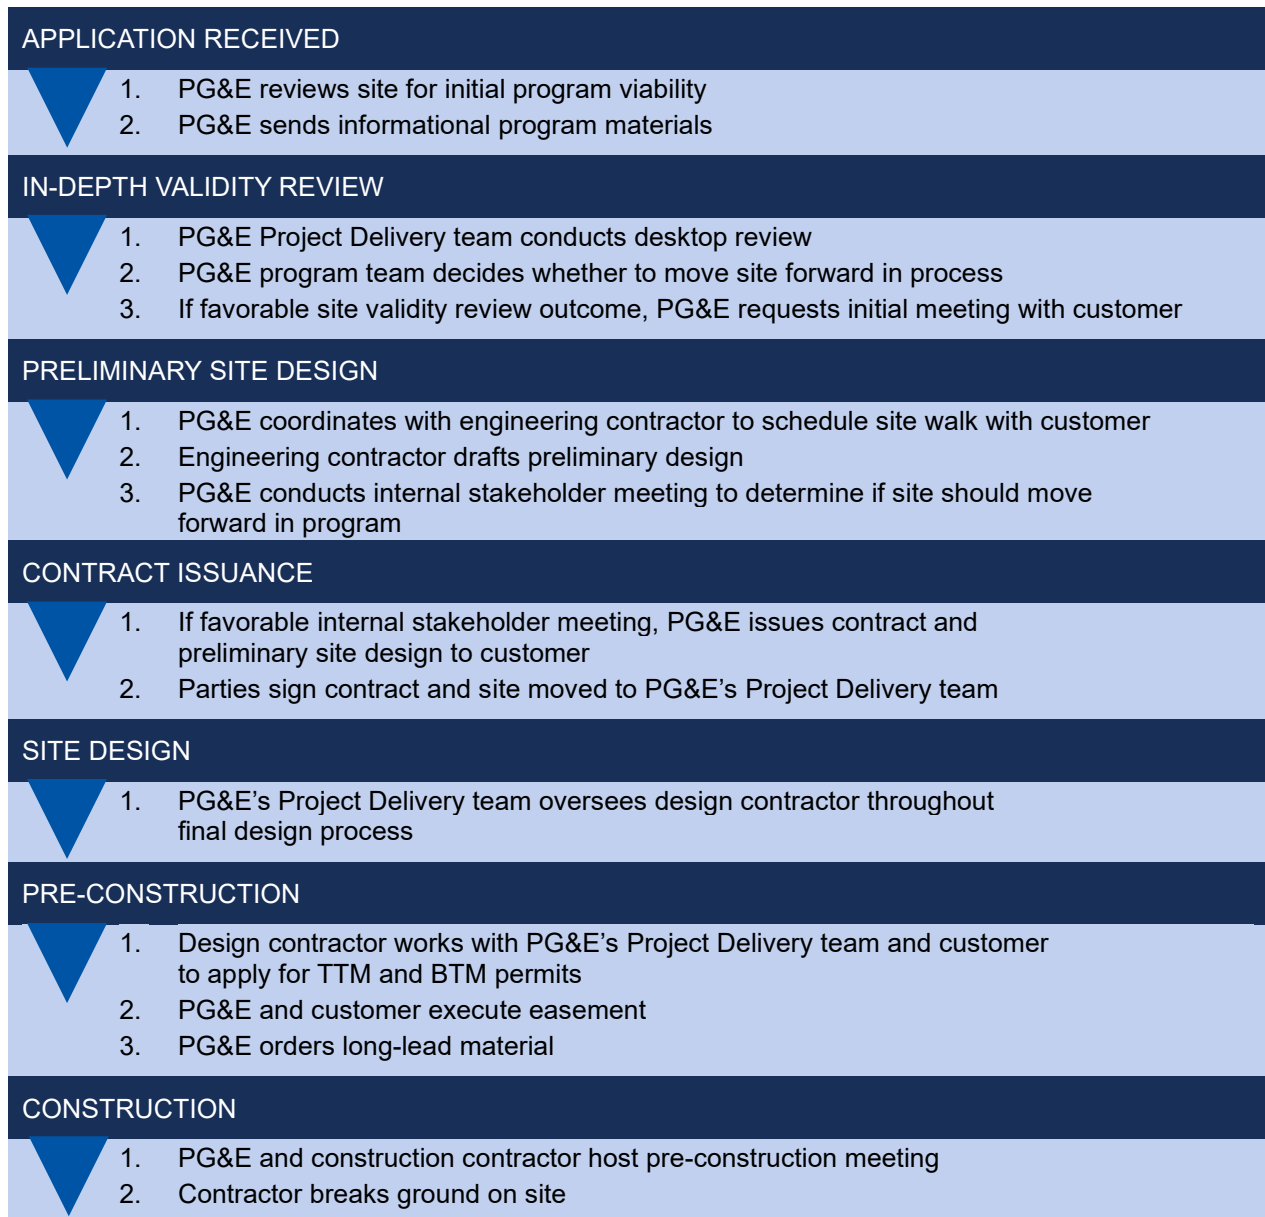 APPLICATION RECEIVED
1. PG&E reviews site for initial program viability
2. PG&E sends informational program materials
IN-DEPTH VALIDITY REVIEW
1. PG&E Project Delivery team conducts desktop review
2. PG&E program team decides whether to move site forward in process
3. If favorable site validity review outcome, PG&E requests initial meeting with customer
PRELIMINARY SITE DESIGN
1. PG&E coordinates with engineering contractor to schedule site walk with customer
2. Engineering contractor drafts preliminary design
3. PG&E conducts internal stakeholder meeting to determine if site should move
forward in program
CONTRACT ISSUANCE
1. If favorable internal stakeholder meeting, PG&E issues contract and
preliminary site design to customer
2. Parties sign contract and site moved to PG&E’s Project Delivery team
SITE DESIGN
1. PG&E’s Project Delivery team oversees design contractor throughout
final design process
PRE-CONSTRUCTION
1. Design contractor works with PG&E’s Project Delivery team and customer
to apply for TTM and BTM permits
2. PG&E and customer execute easement
3. PG&E orders long-lead material
CONSTRUCTION
1. PG&E and construction contractor host pre-construction meeting
2. Contractor breaks ground on site